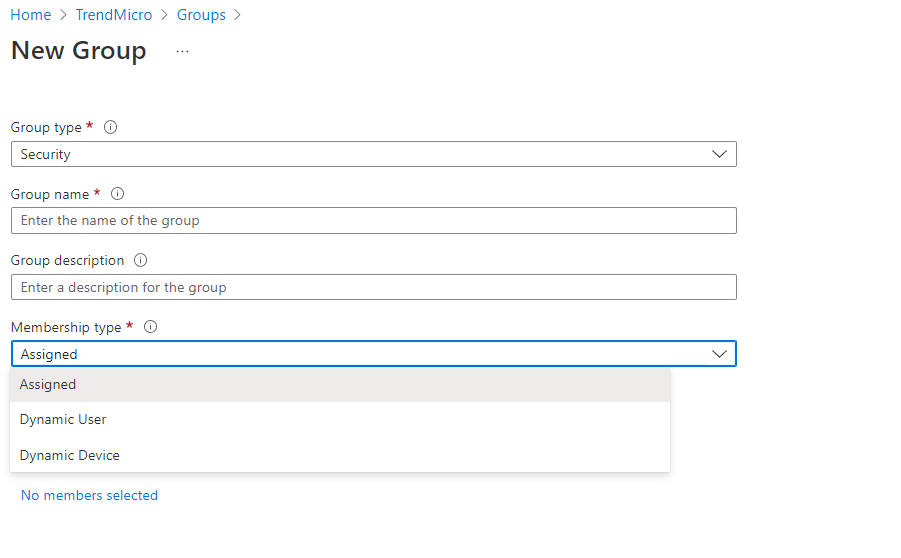 Home > TrendMicro > Groups >
New Group ...
Group type *
Security
Group name *
Enter the name of the group
Group description
Enter a description for the group
Membership type *
Assigned
Assigned
Dynamic User
Dynamic Device
No members selected